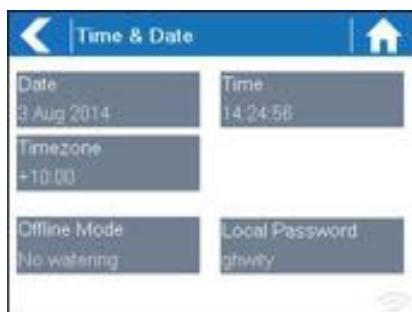 Time & Date
Date
Time
3 Aug 2014
14:24:56
Timezone
+10:00
Offline Mode
Local Password
No watering
ghwty